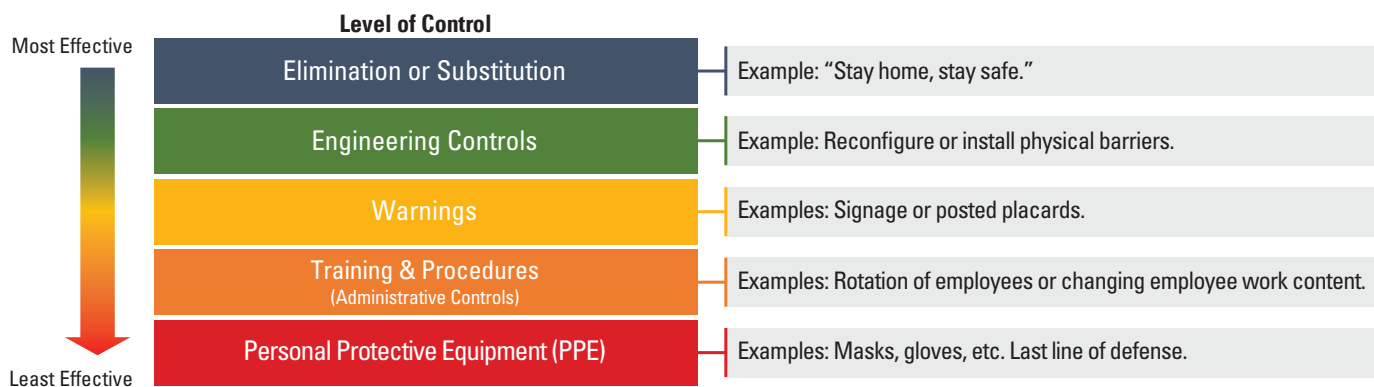 Level of Control
Most Effective
Elimination or Substitution
Example: “Stay home, stay safe.”
Engineering Controls
Example: Reconfigure or install physical barriers.
Warnings
Examples: Signage or posted placards.
Training & Procedures
(Administrative Controls)
Examples: Rotation of employees or changing employee work content.
Personal Protective Equipment (PPE)
Examples: Masks, gloves, etc. Last line of defense.
Least Effective